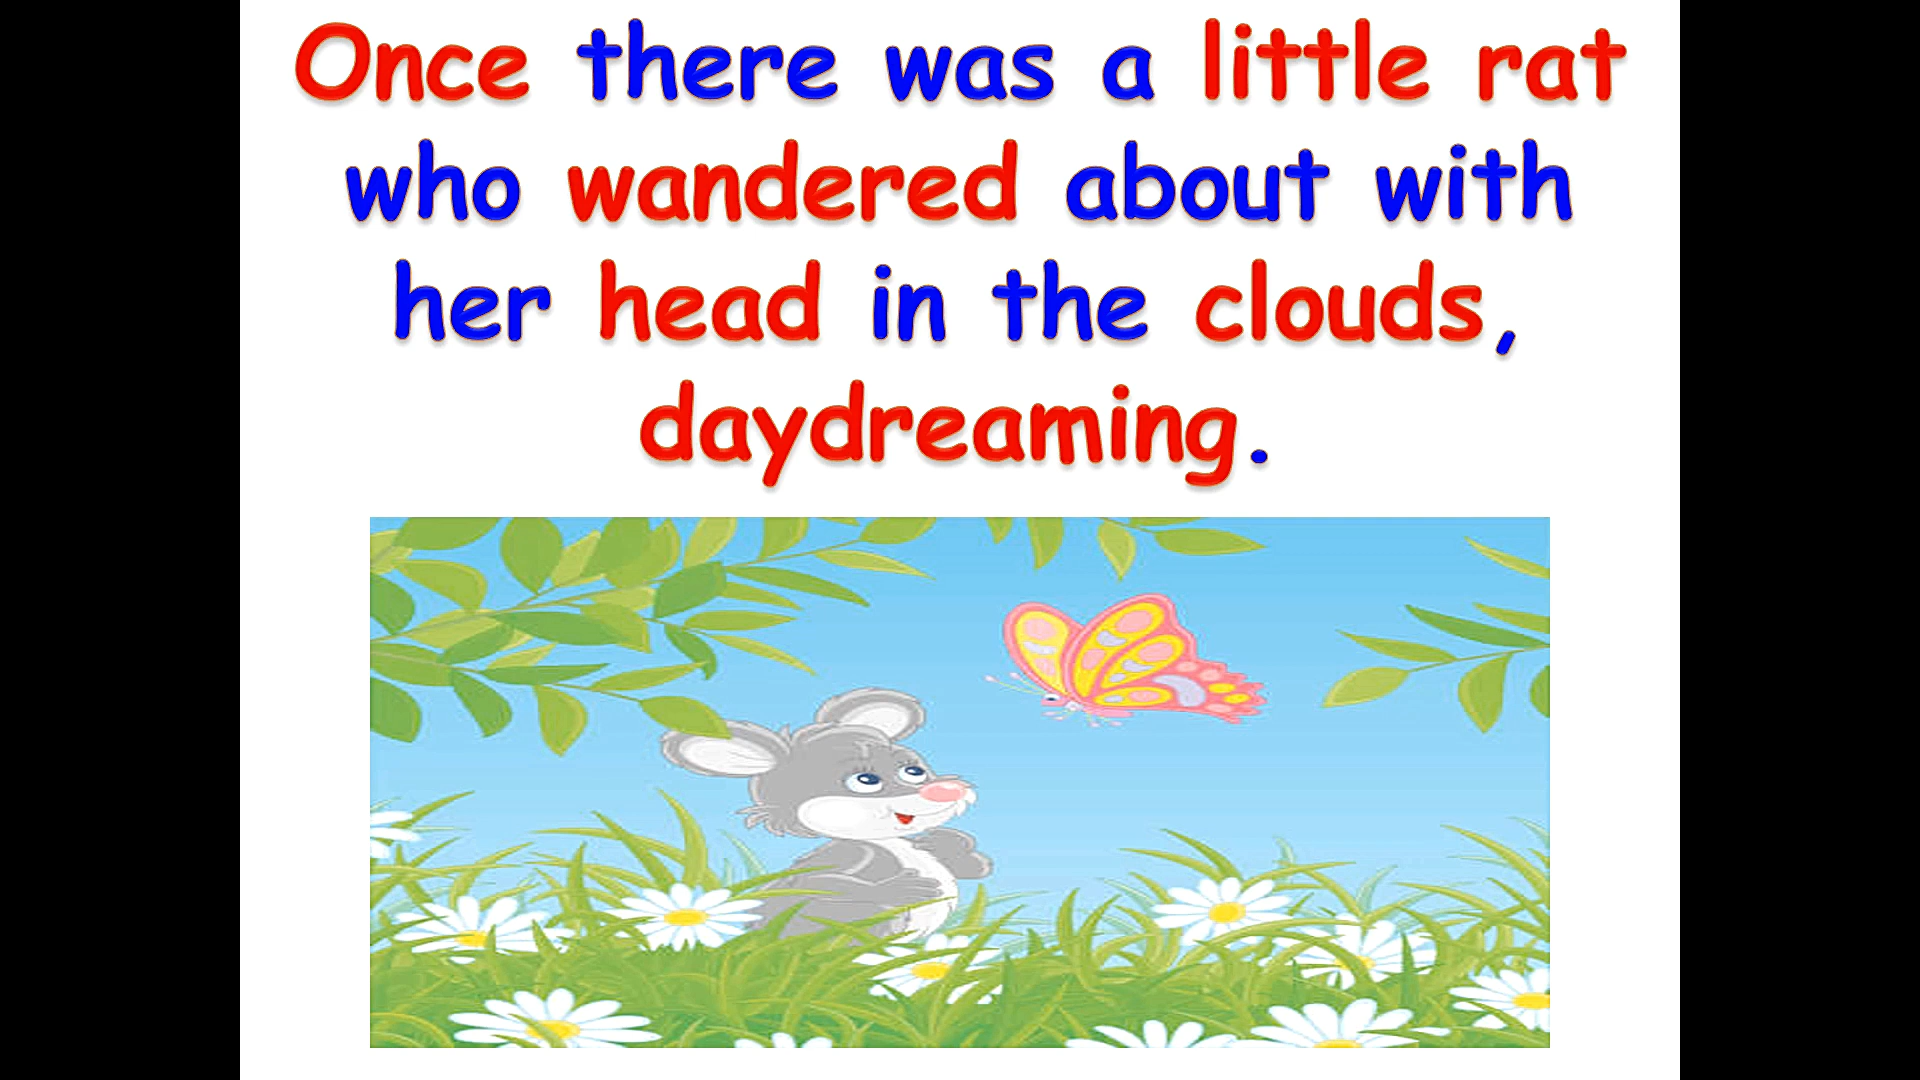 Once there was a little rat
who wandered about with
her head in the clouds,
daydreaming.